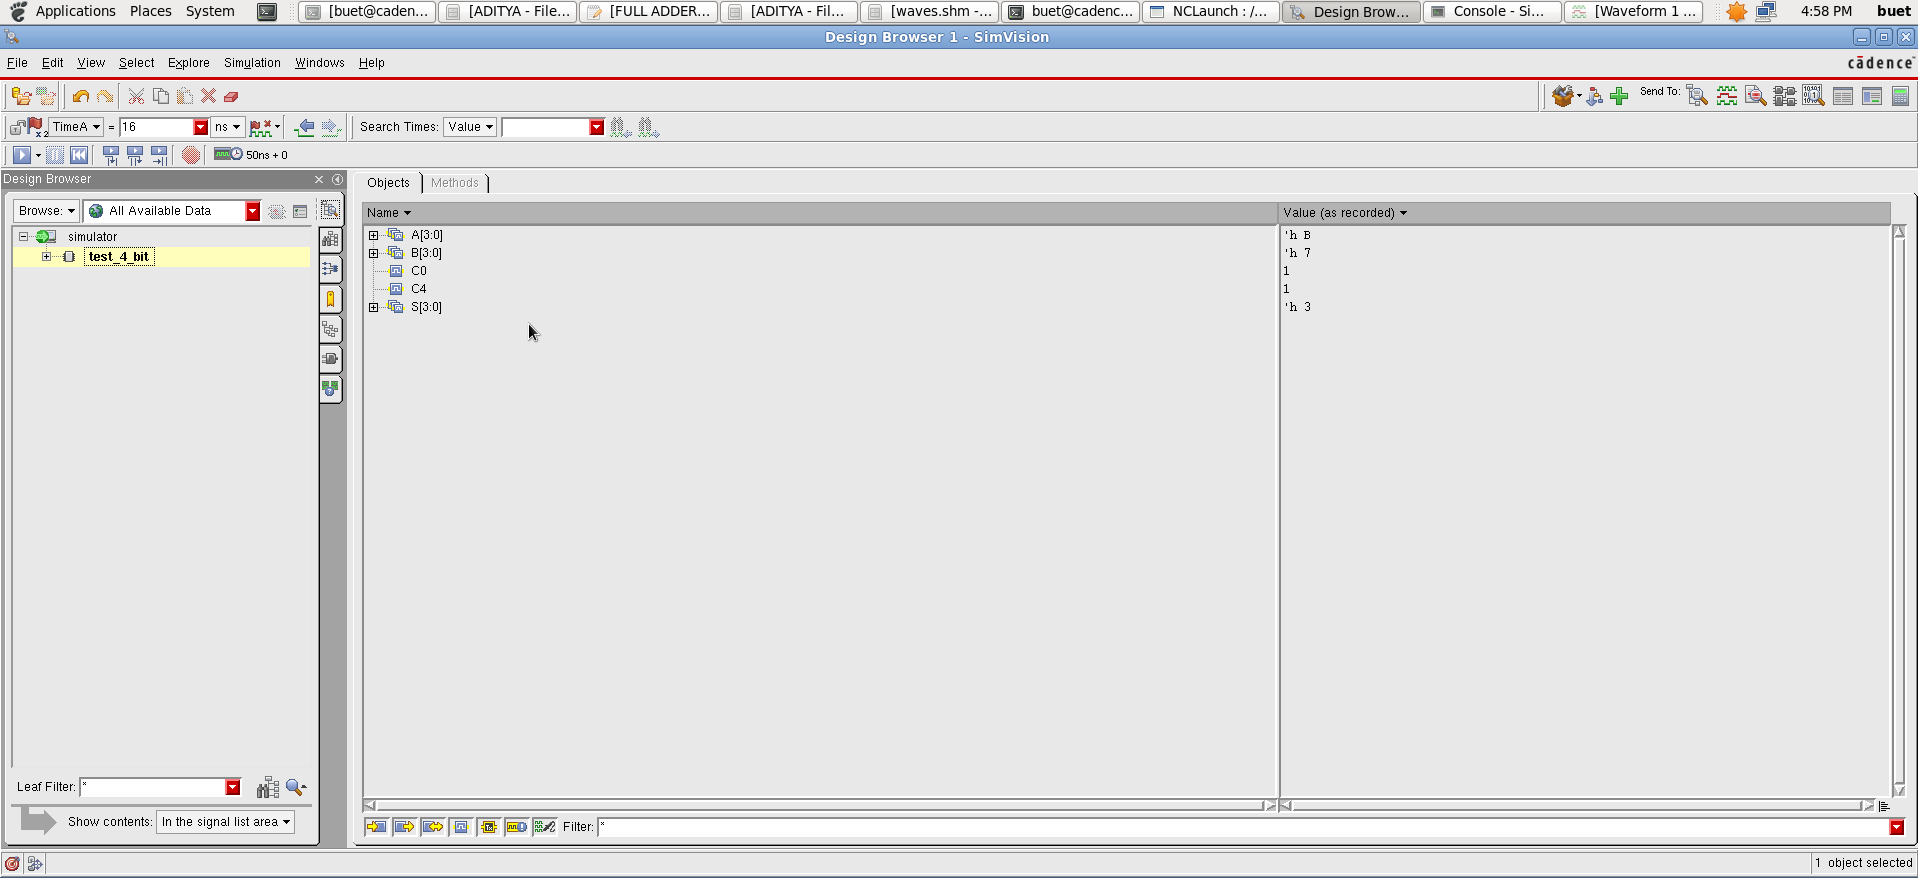 Applications Places System [buet@caden... [ADITYA - File... [FULL ADDER... [ADITYA - Fil... [waves.shm -... buet@cadenc... NCLaunch : /... Design Brow... Console - Si... [Waveform 1 ... 4:58 PM buet
Design Browser 1 - SimVision
File Edit View Select Explore Simulation Windows Help cādence
Send To:
TimeA = 16 ns Search Times: Value
50ns + 0
Design Browser
Objects Methods
Browse: All Available Data
Name Value (as recorded)
simulator
test_4_bit
A[3:0] 'h B
B[3:0] 'h 7
C0 1
C4 1
S[3:0] 'h 3
Leaf Filter: *
Show contents: In the signal list area
Filter: *
1 object selected